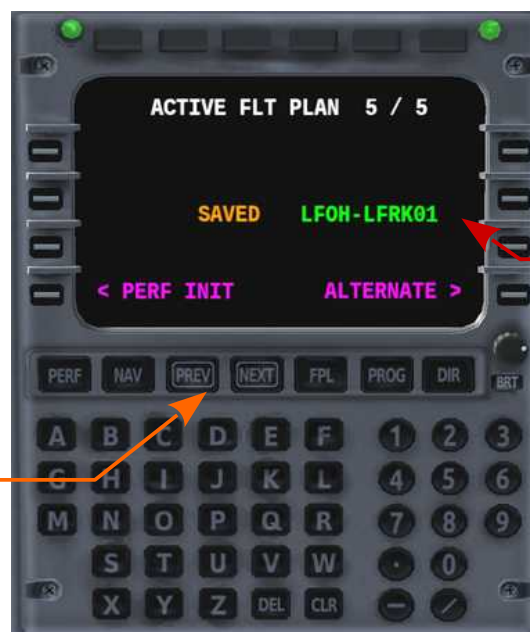 ACTIVE FLT PLAN 5 / 5
SAVED LFOH-LFRK01
< PERF INIT ALTERNATE >
PERF NAV PREV NEXT FPL PROG DIR BRT
A B C D E F 1 2 3
G H I J K L 4 5 6
M N O P Q R 7 8 9
S T U V W · 0
X Y Z DEL CLR − /